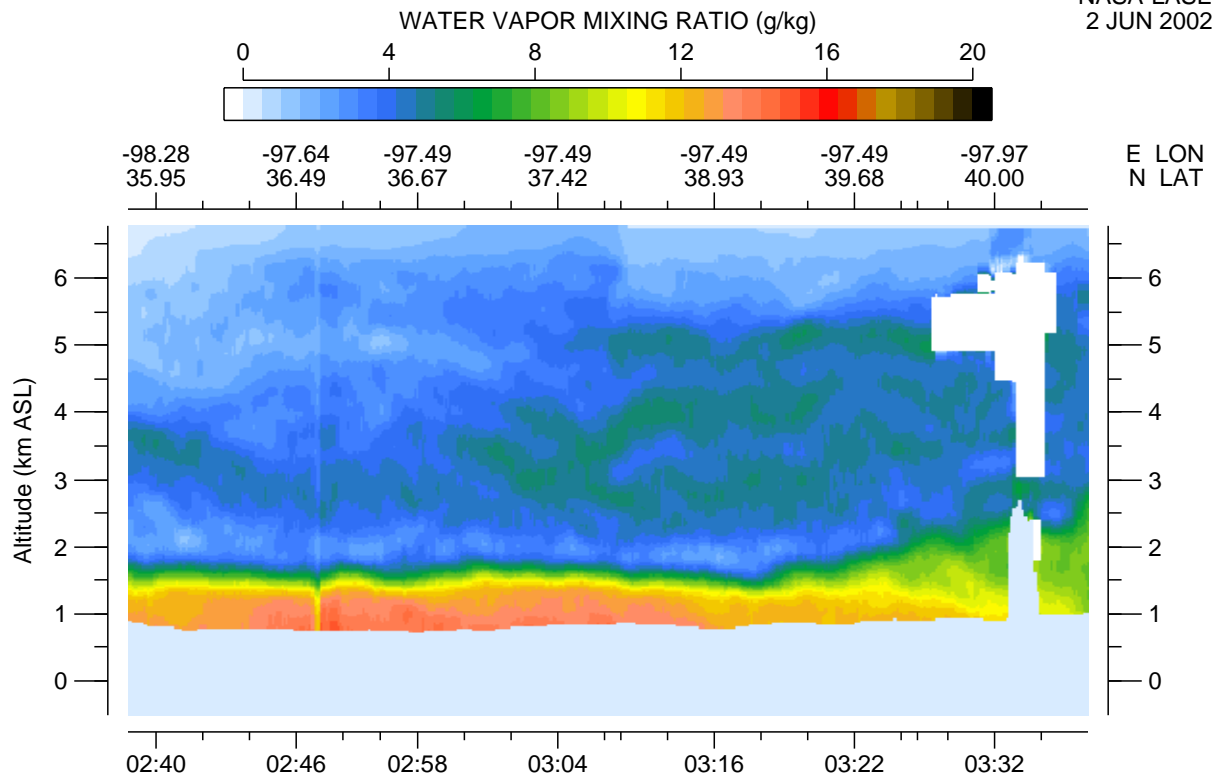 NASA LASE
WATER VAPOR MIXING RATIO (g/kg)
2 JUN 2002
0 4 8 12 16 20
-98.28 -97.64 -97.49 -97.49 -97.49 -97.49 -97.97 E LON
35.95 36.49 36.67 37.42 38.93 39.68 40.00 N LAT
Altitude (km ASL)
6 6
5 5
4 4
3 3
2 2
1 1
0 0
02:40 02:46 02:58 03:04 03:16 03:22 03:32